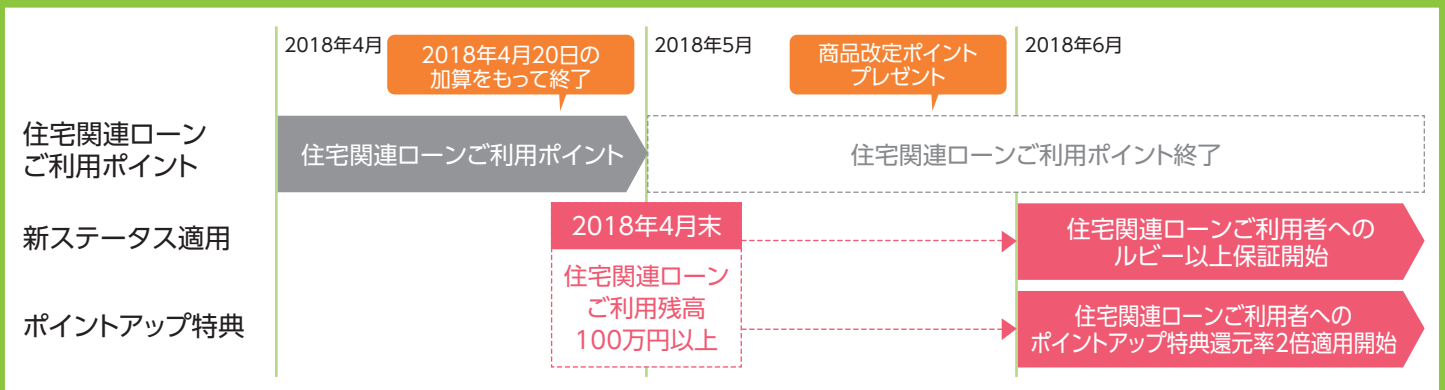 2018年4月
2018年4月20日の
加算をもって終了
2018年5月
商品改定ポイント
プレゼント
2018年6月
住宅関連ローン
ご利用ポイント
住宅関連ローンご利用ポイント
住宅関連ローンご利用ポイント終了
新ステータス適用
2018年4月末
住宅関連ローン
ご利用残高
100万円以上
住宅関連ローンご利用者への
ルビー以上保証開始
ポイントアップ特典
住宅関連ローンご利用者への
ポイントアップ特典還元率2倍適用開始